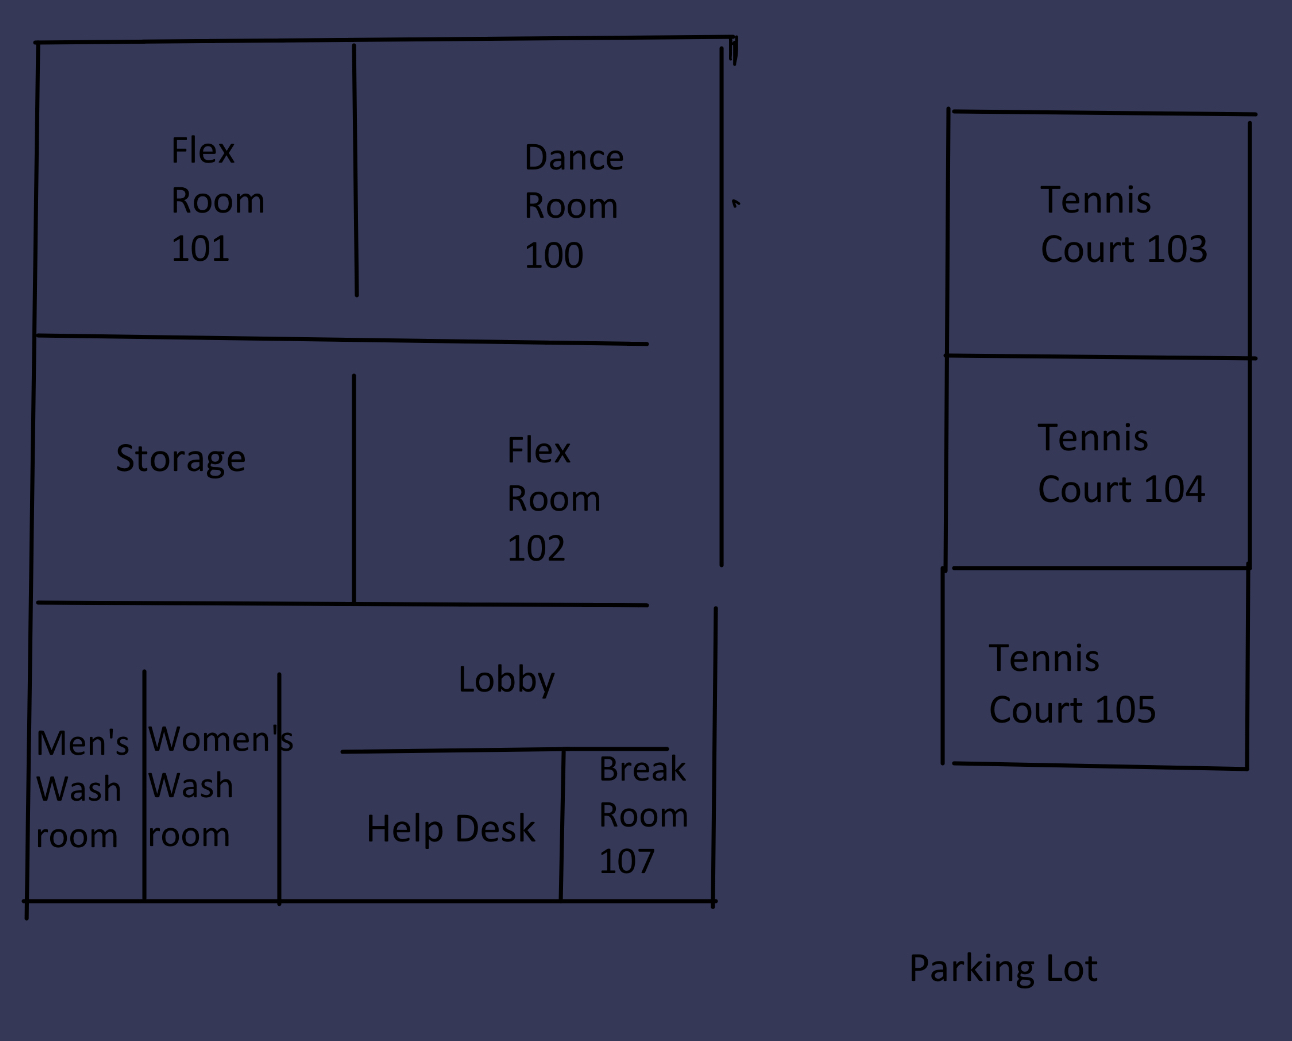 Flex
Room
101
Dance
Room
100
Tennis
Court 103
Storage
Flex
Room
102
Tennis
Court 104
Lobby
Tennis
Court 105
Men's
Wash
room
Women's
Wash
room
Help Desk
Break
Room
107
Parking Lot